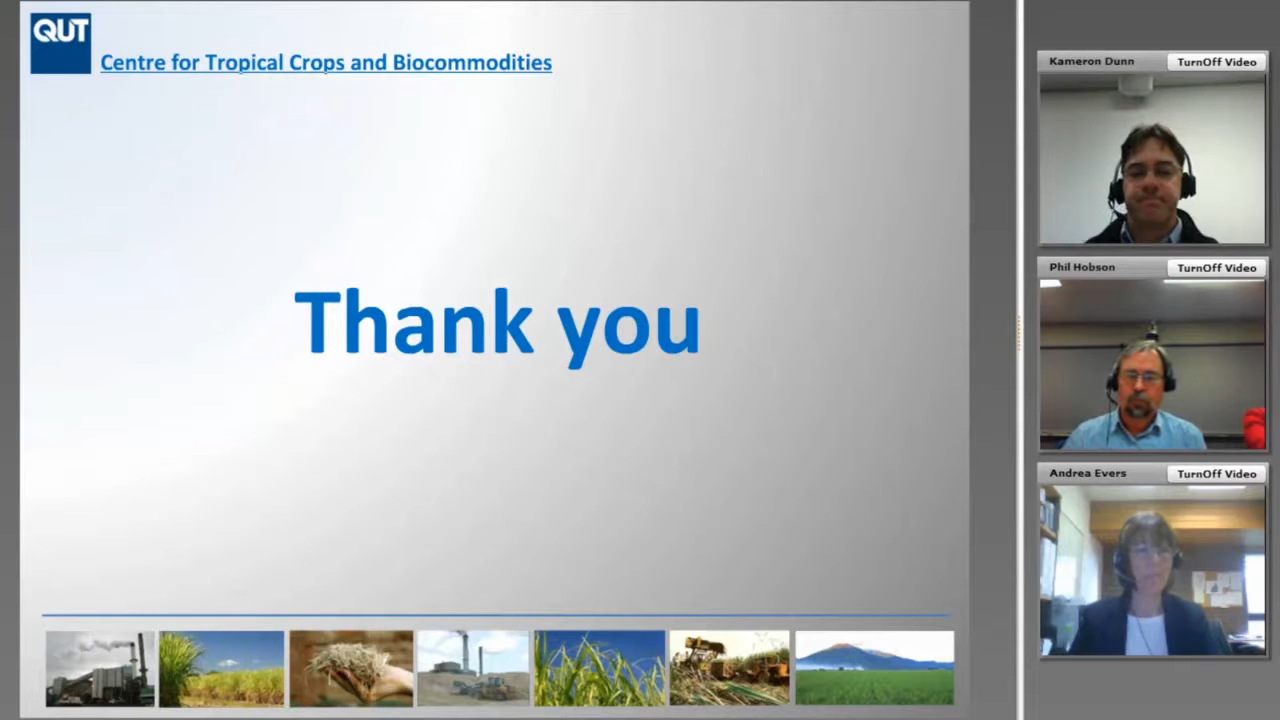 QUT
Centre for Tropical Crops and Biocommodities
Thank you
Kameron Dunn
TurnOff Video
Phil Hobson
TurnOff Video
Andrea Evers
TurnOff Video